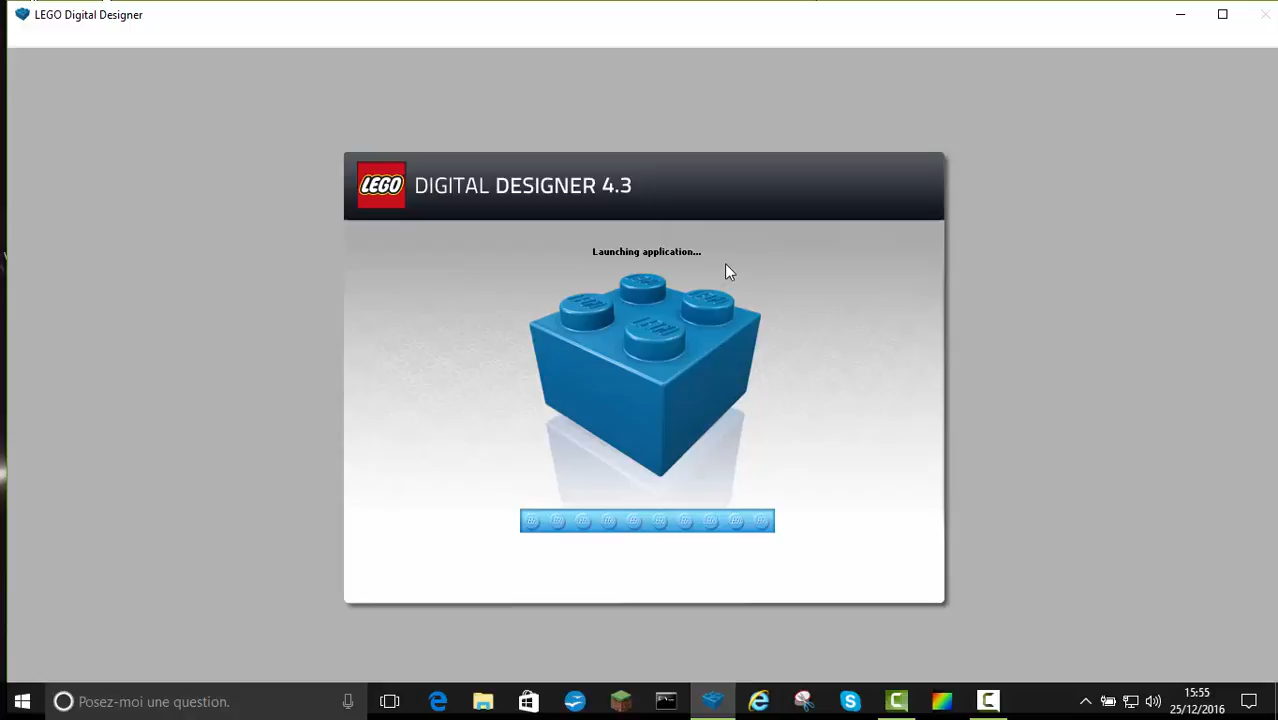 LEGO Digital Designer
LEGO DIGITAL DESIGNER 4.3
Launching application...
Posez-moi une question.
15:55
25/12/2016